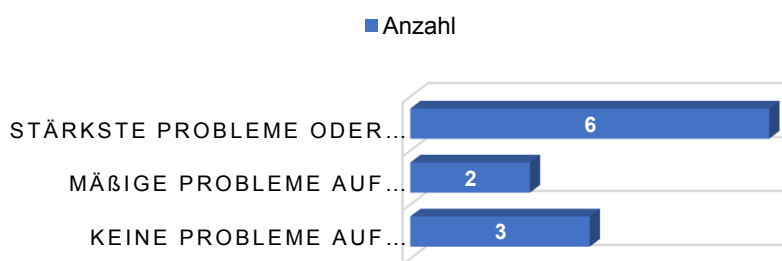 Anzahl
STÄRKSTE PROBLEME ODER... 6
MÄßIGE PROBLEME AUF... 2
KEINE PROBLEME AUF... 3